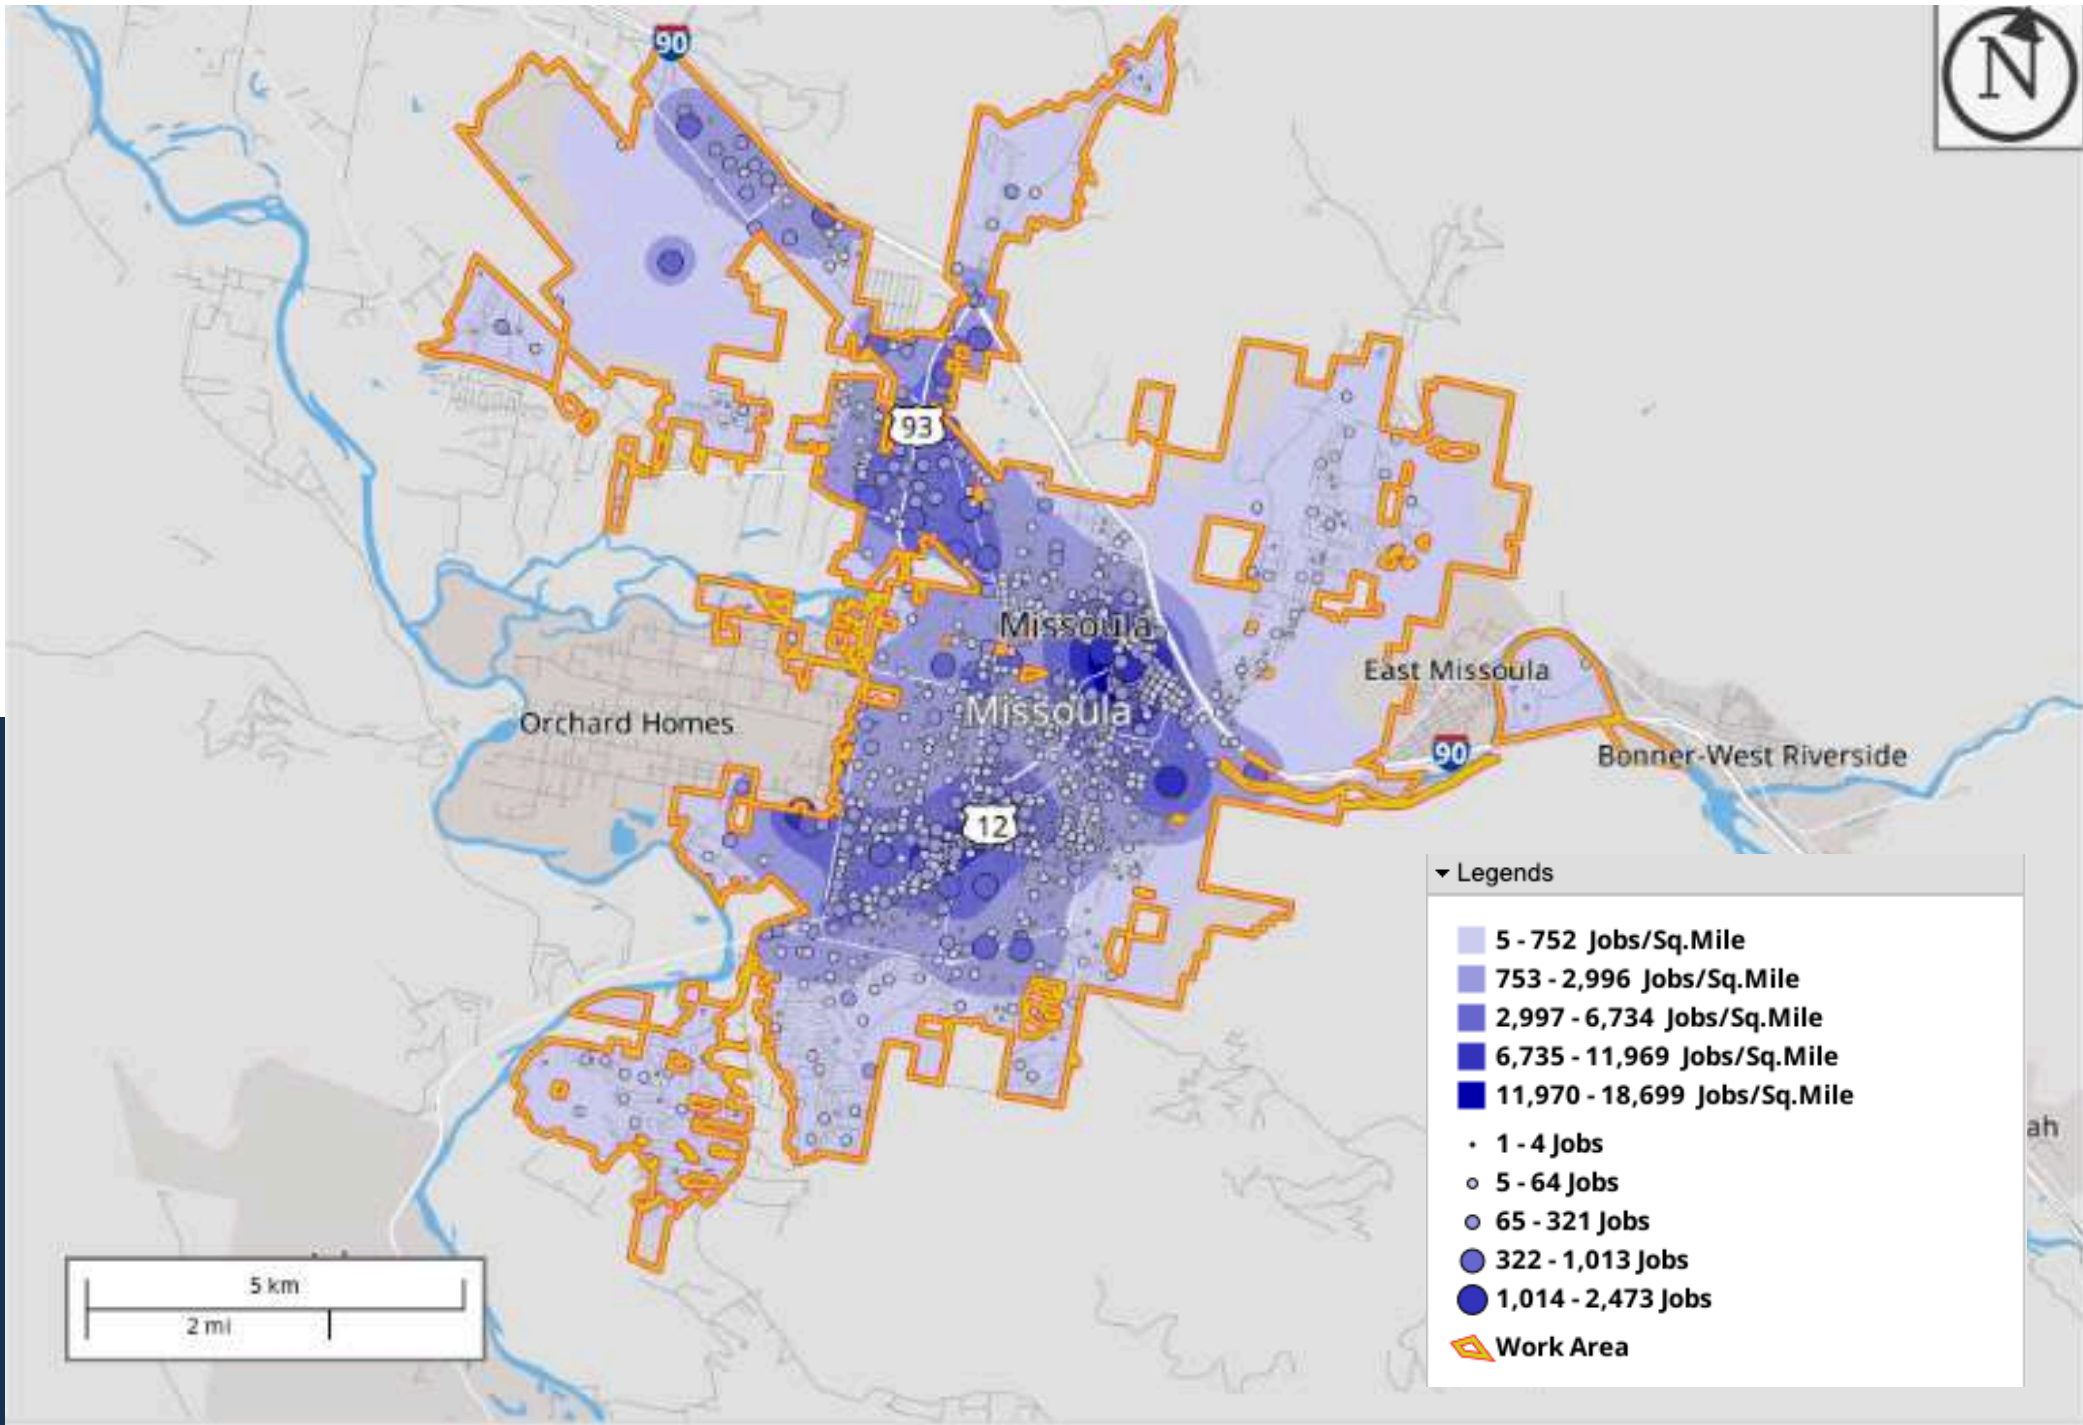 90
N
93
Missoula
East Missoula
Missoula
Orchard Homes
90
Bonner-West Riverside
12
Legends
5 - 752 Jobs/Sq.Mile
753 - 2,996 Jobs/Sq.Mile
2,997 - 6,734 Jobs/Sq.Mile
6,735 - 11,969 Jobs/Sq.Mile
11,970 - 18,699 Jobs/Sq.Mile
ah
1 - 4 Jobs
5 - 64 Jobs
65 - 321 Jobs
322 - 1,013 Jobs
1,014 - 2,473 Jobs
Work Area
5 km
2 mi